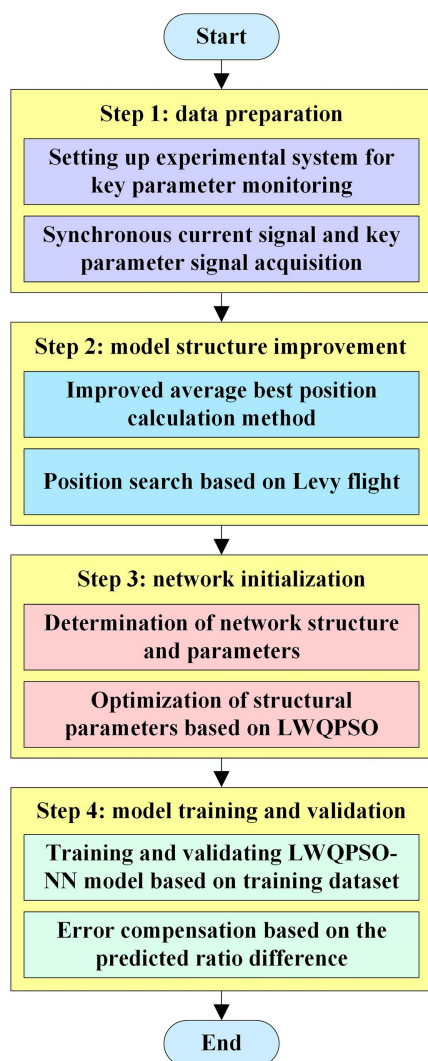 Start
Step 1: data preparation
Setting up experimental system for
key parameter monitoring
Synchronous current signal and key
parameter signal acquisition
Step 2: model structure improvement
Improved average best position
calculation method
Position search based on Levy flight
Step 3: network initialization
Determination of network structure
and parameters
Optimization of structural
parameters based on LWQPSO
Step 4: model training and validation
Training and validating LWQPSO-
NN model based on training dataset
Error compensation based on the
predicted ratio difference
End